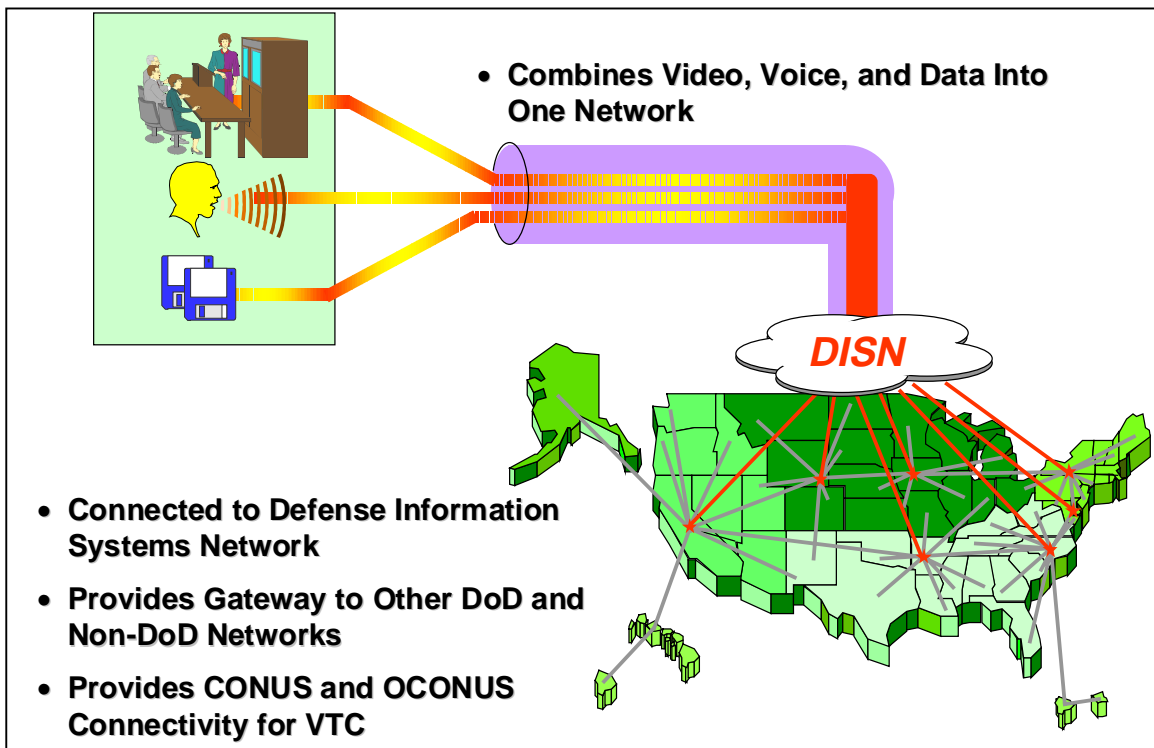 • Combines Video, Voice, and Data Into
One Network
DISN
• Connected to Defense Information
Systems Network
• Provides Gateway to Other DoD and
Non-DoD Networks
• Provides CONUS and OCONUS
Connectivity for VTC